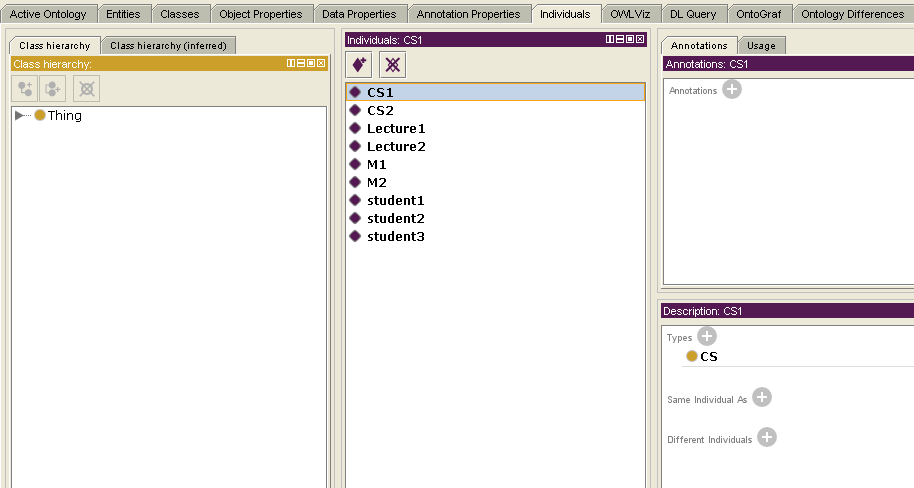 Active Ontology Entities Classes Object Properties Data Properties Annotation Properties Individuals OWLViz DL Query OntoGraf Ontology Differences
Class hierarchy Class hierarchy (inferred)
Class hierarchy:
Thing
Individuals: CS1
CS1
CS2
Lecture1
Lecture2
M1
M2
student1
student2
student3
Annotations Usage
Annotations: CS1
Annotations
Description: CS1
Types
CS
Same Individual As
Different Individuals